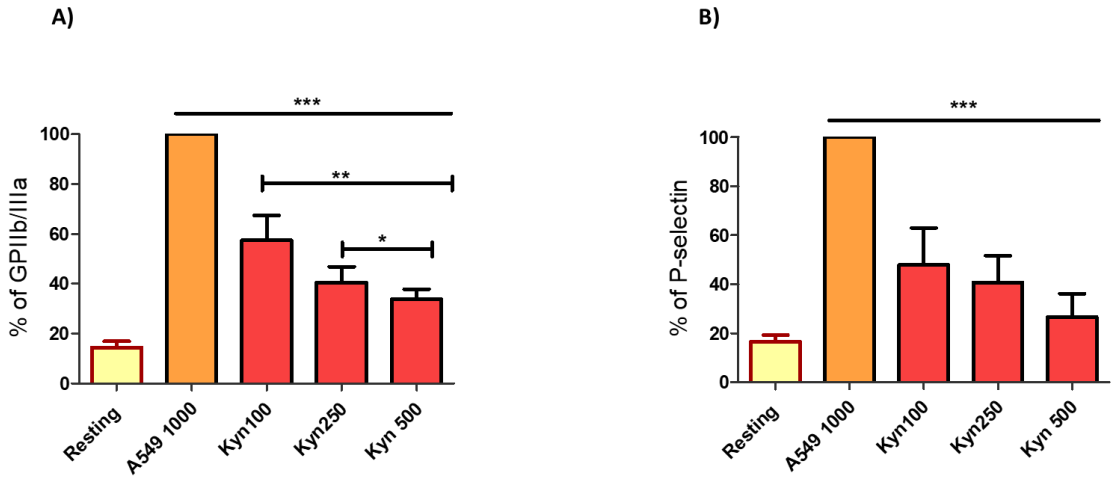 A)
% of GPIIb/IIIa
100
80
60
40
20
0
***
**
*
Resting
A549 1000
Kyn100
Kyn250
Kyn 500
B)
% of P-selectin
100
80
60
40
20
0
***
Resting
A549 1000
Kyn100
Kyn250
Kyn 500